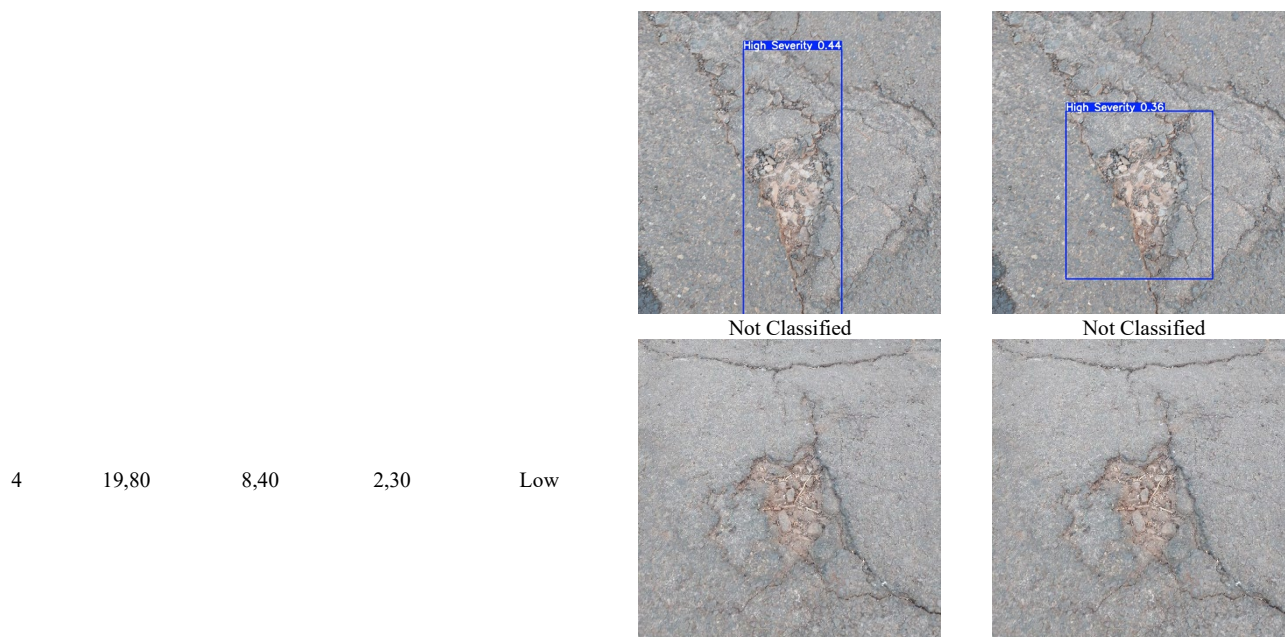 High Severity 0.44
High Severity 0.36
Not Classified
Not Classified
4 19,80 8,40 2,30 Low